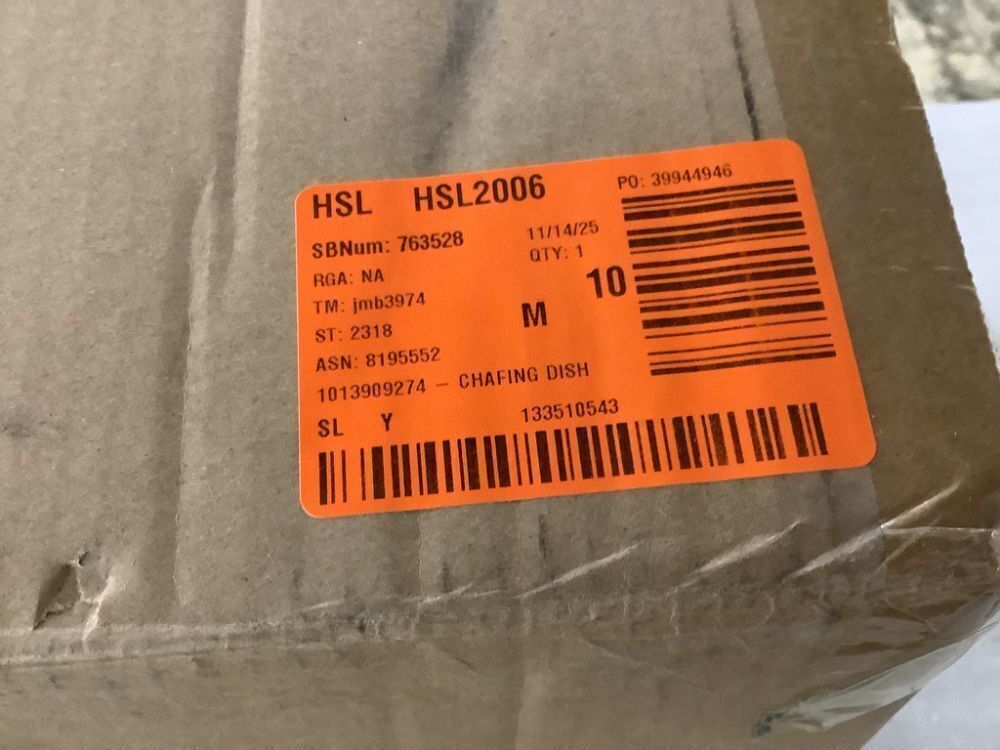 HSL HSL2006 PO: 39944946
SBNum: 763528 11/14/25
RGA: NA QTY: 1
TM: jmb3974 M 10
ST: 2318
ASN: 8195552
1013909274 – CHAFING DISH
SL Y 133510543